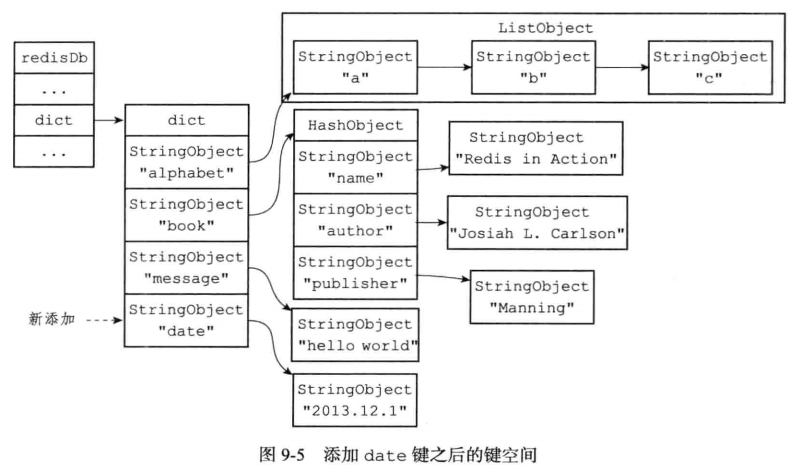 redisDb
...
dict
...
dict
StringObject
"alphabet"
StringObject
"book"
StringObject
"message"
StringObject
"date"
新添加
ListObject
StringObject
"a"
StringObject
"b"
StringObject
"c"
HashObject
StringObject
"name"
StringObject
"author"
StringObject
"publisher"
StringObject
"Redis in Action"
StringObject
"Josiah L. Carlson"
StringObject
"Manning"
StringObject
"hello world"
StringObject
"2013.12.1"
图 9-5 添加 date 键之后的键空间